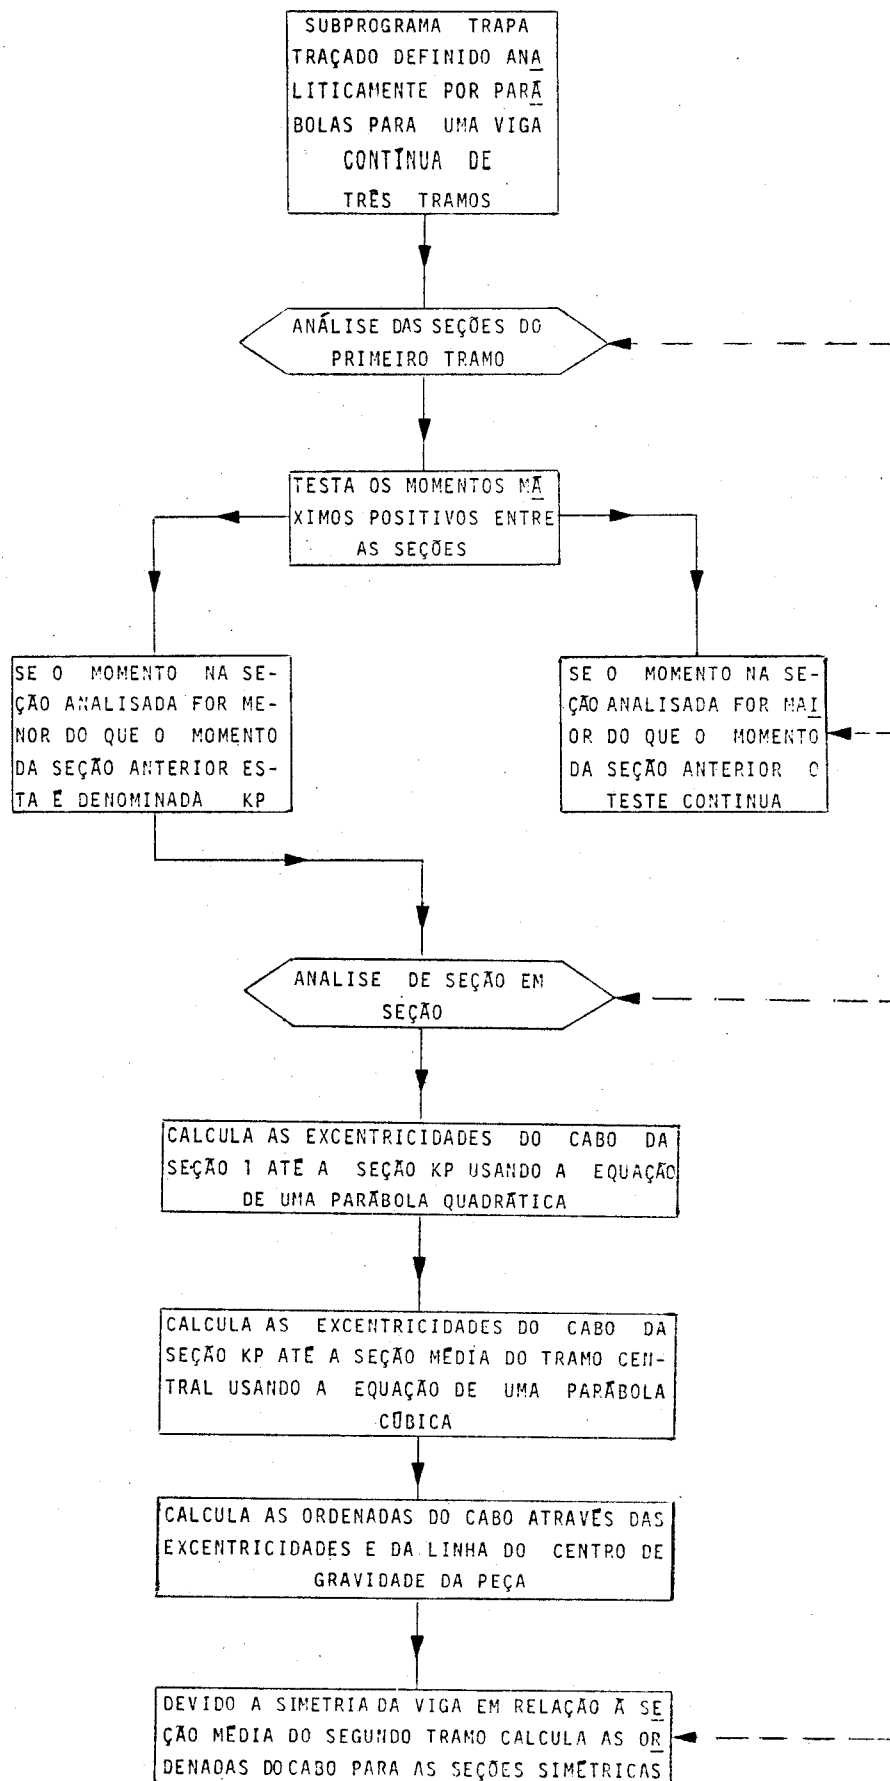 SUBPROGRAMA TRAPA
TRAÇADO DEFINIDO ANA
LITICAMENTE POR PARÁ
BOLAS PARA UMA VIGA
CONTÍNUA DE
TRÊS TRAMOS
ANÁLISE DAS SEÇÕES DO
PRIMEIRO TRAMO
TESTA OS MOMENTOS MÁ
XIMOS POSITIVOS ENTRE
AS SEÇÕES
SE O MOMENTO NA SE-
ÇÃO ANALISADA FOR ME-
NOR DO QUE O MOMENTO
DA SEÇÃO ANTERIOR ES-
TA É DENOMINADA KP
SE O MOMENTO NA SE-
ÇÃO ANALISADA FOR MAI
OR DO QUE O MOMENTO
DA SEÇÃO ANTERIOR O
TESTE CONTINUA
ANALISE DE SEÇÃO EM
SEÇÃO
CALCULA AS EXCENTRICIDADES DO CABO DA
SEÇÃO 1 ATÉ A SEÇÃO KP USANDO A EQUAÇÃO
DE UMA PARÁBOLA QUADRÁTICA
CALCULA AS EXCENTRICIDADES DO CABO DA
SEÇÃO KP ATÉ A SEÇÃO MÉDIA DO TRAMO CEN-
TRAL USANDO A EQUAÇÃO DE UMA PARÁBOLA
CÚBICA
CALCULA AS ORDENADAS DO CABO ATRAVÉS DAS
EXCENTRICIDADES E DA LINHA DO CENTRO DE
GRAVIDADE DA PEÇA
DEVIDO A SIMETRIA DA VIGA EM RELAÇÃO Á SE
ÇÃO MÉDIA DO SEGUNDO TRAMO CALCULA AS OR
DENADAS DO CABO PARA AS SEÇÕES SIMÉTRICAS